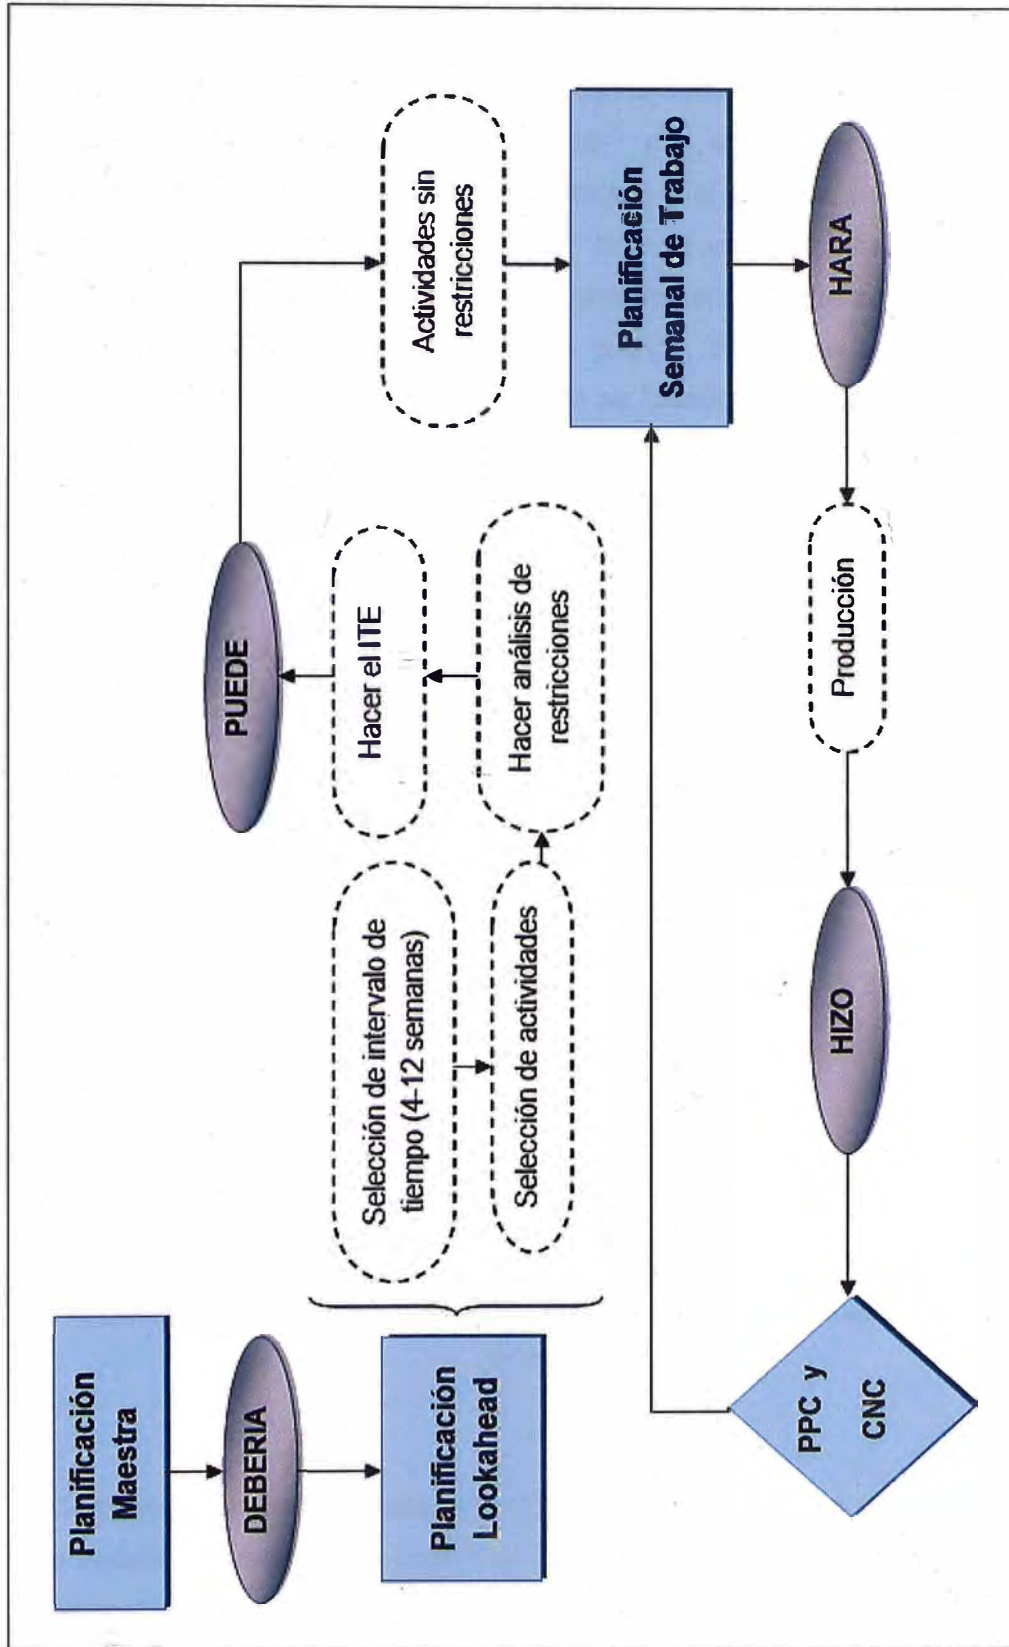 Planificación
Maestra
DEBERIA
Planificación
Lookahead
Selección de intervalo de
tiempo (4-12 semanas)
Selección de actividades
Hacer análisis de
restricciones
Hacer el ITE
PUEDE
Actividades sin
restricciones
Planificación
Semanal de Trabajo
HARA
Producción
HIZO
PPC y
CNC